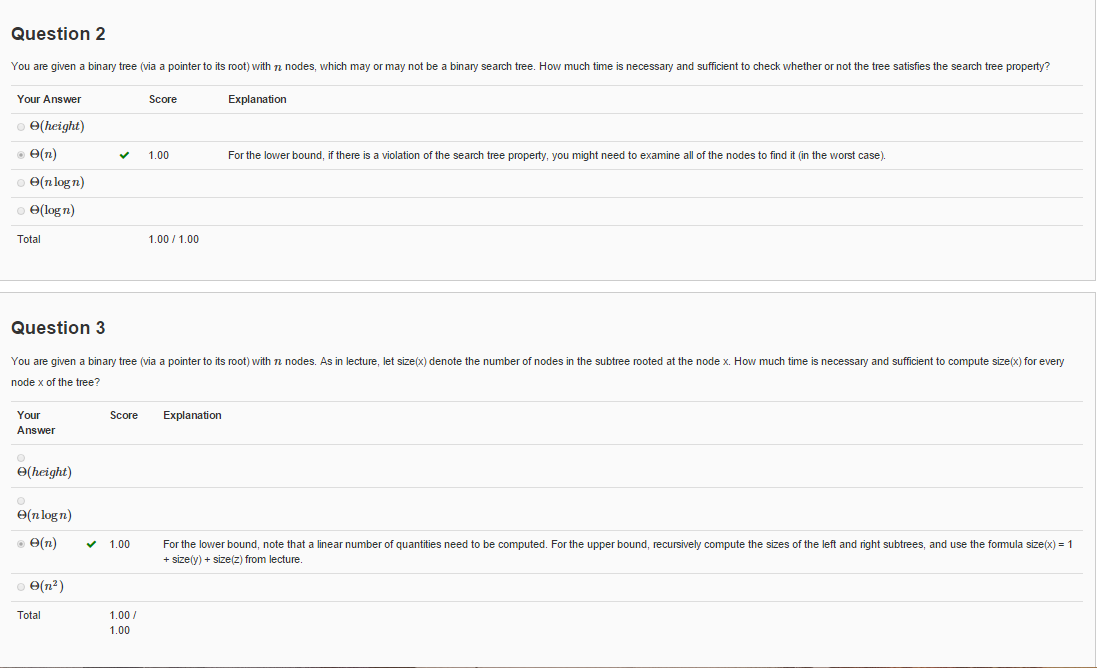 Question 2
You are given a binary tree (via a pointer to its root) with n nodes, which may or may not be a binary search tree. How much time is necessary and sufficient to check whether or not the tree satisfies the search tree property?
Your Answer Score Explanation
Θ(height)
Θ(n) ✔ 1.00 For the lower bound, if there is a violation of the search tree property, you might need to examine all of the nodes to find it (in the worst case).
Θ(n log n)
Θ(log n)
Total 1.00 / 1.00
Question 3
You are given a binary tree (via a pointer to its root) with n nodes. As in lecture, let size(x) denote the number of nodes in the subtree rooted at the node x. How much time is necessary and sufficient to compute size(x) for every
node x of the tree?
Your Score Explanation
Answer
Θ(height)
Θ(n log n)
Θ(n) ✔ 1.00 For the lower bound, note that a linear number of quantities need to be computed. For the upper bound, recursively compute the sizes of the left and right subtrees, and use the formula size(x) = 1
+ size(y) + size(z) from lecture.
Θ(n²)
Total 1.00 /
1.00